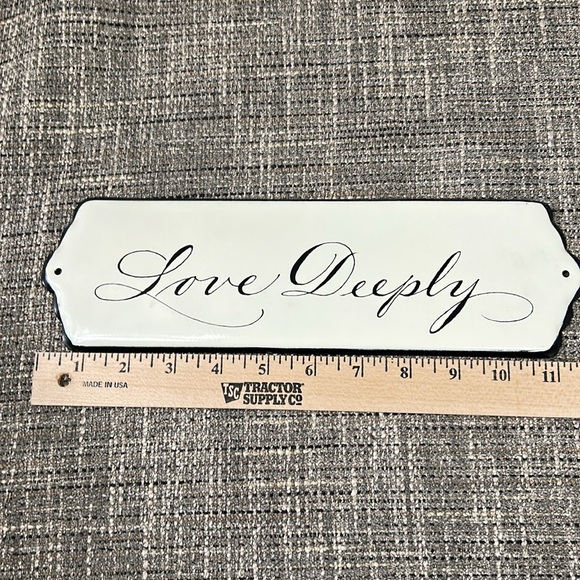 Love Deeply
1 2 3 4 5 6 7 8 9 10 11
MADE IN USA
TSC TRACTOR
SUPPLY CO